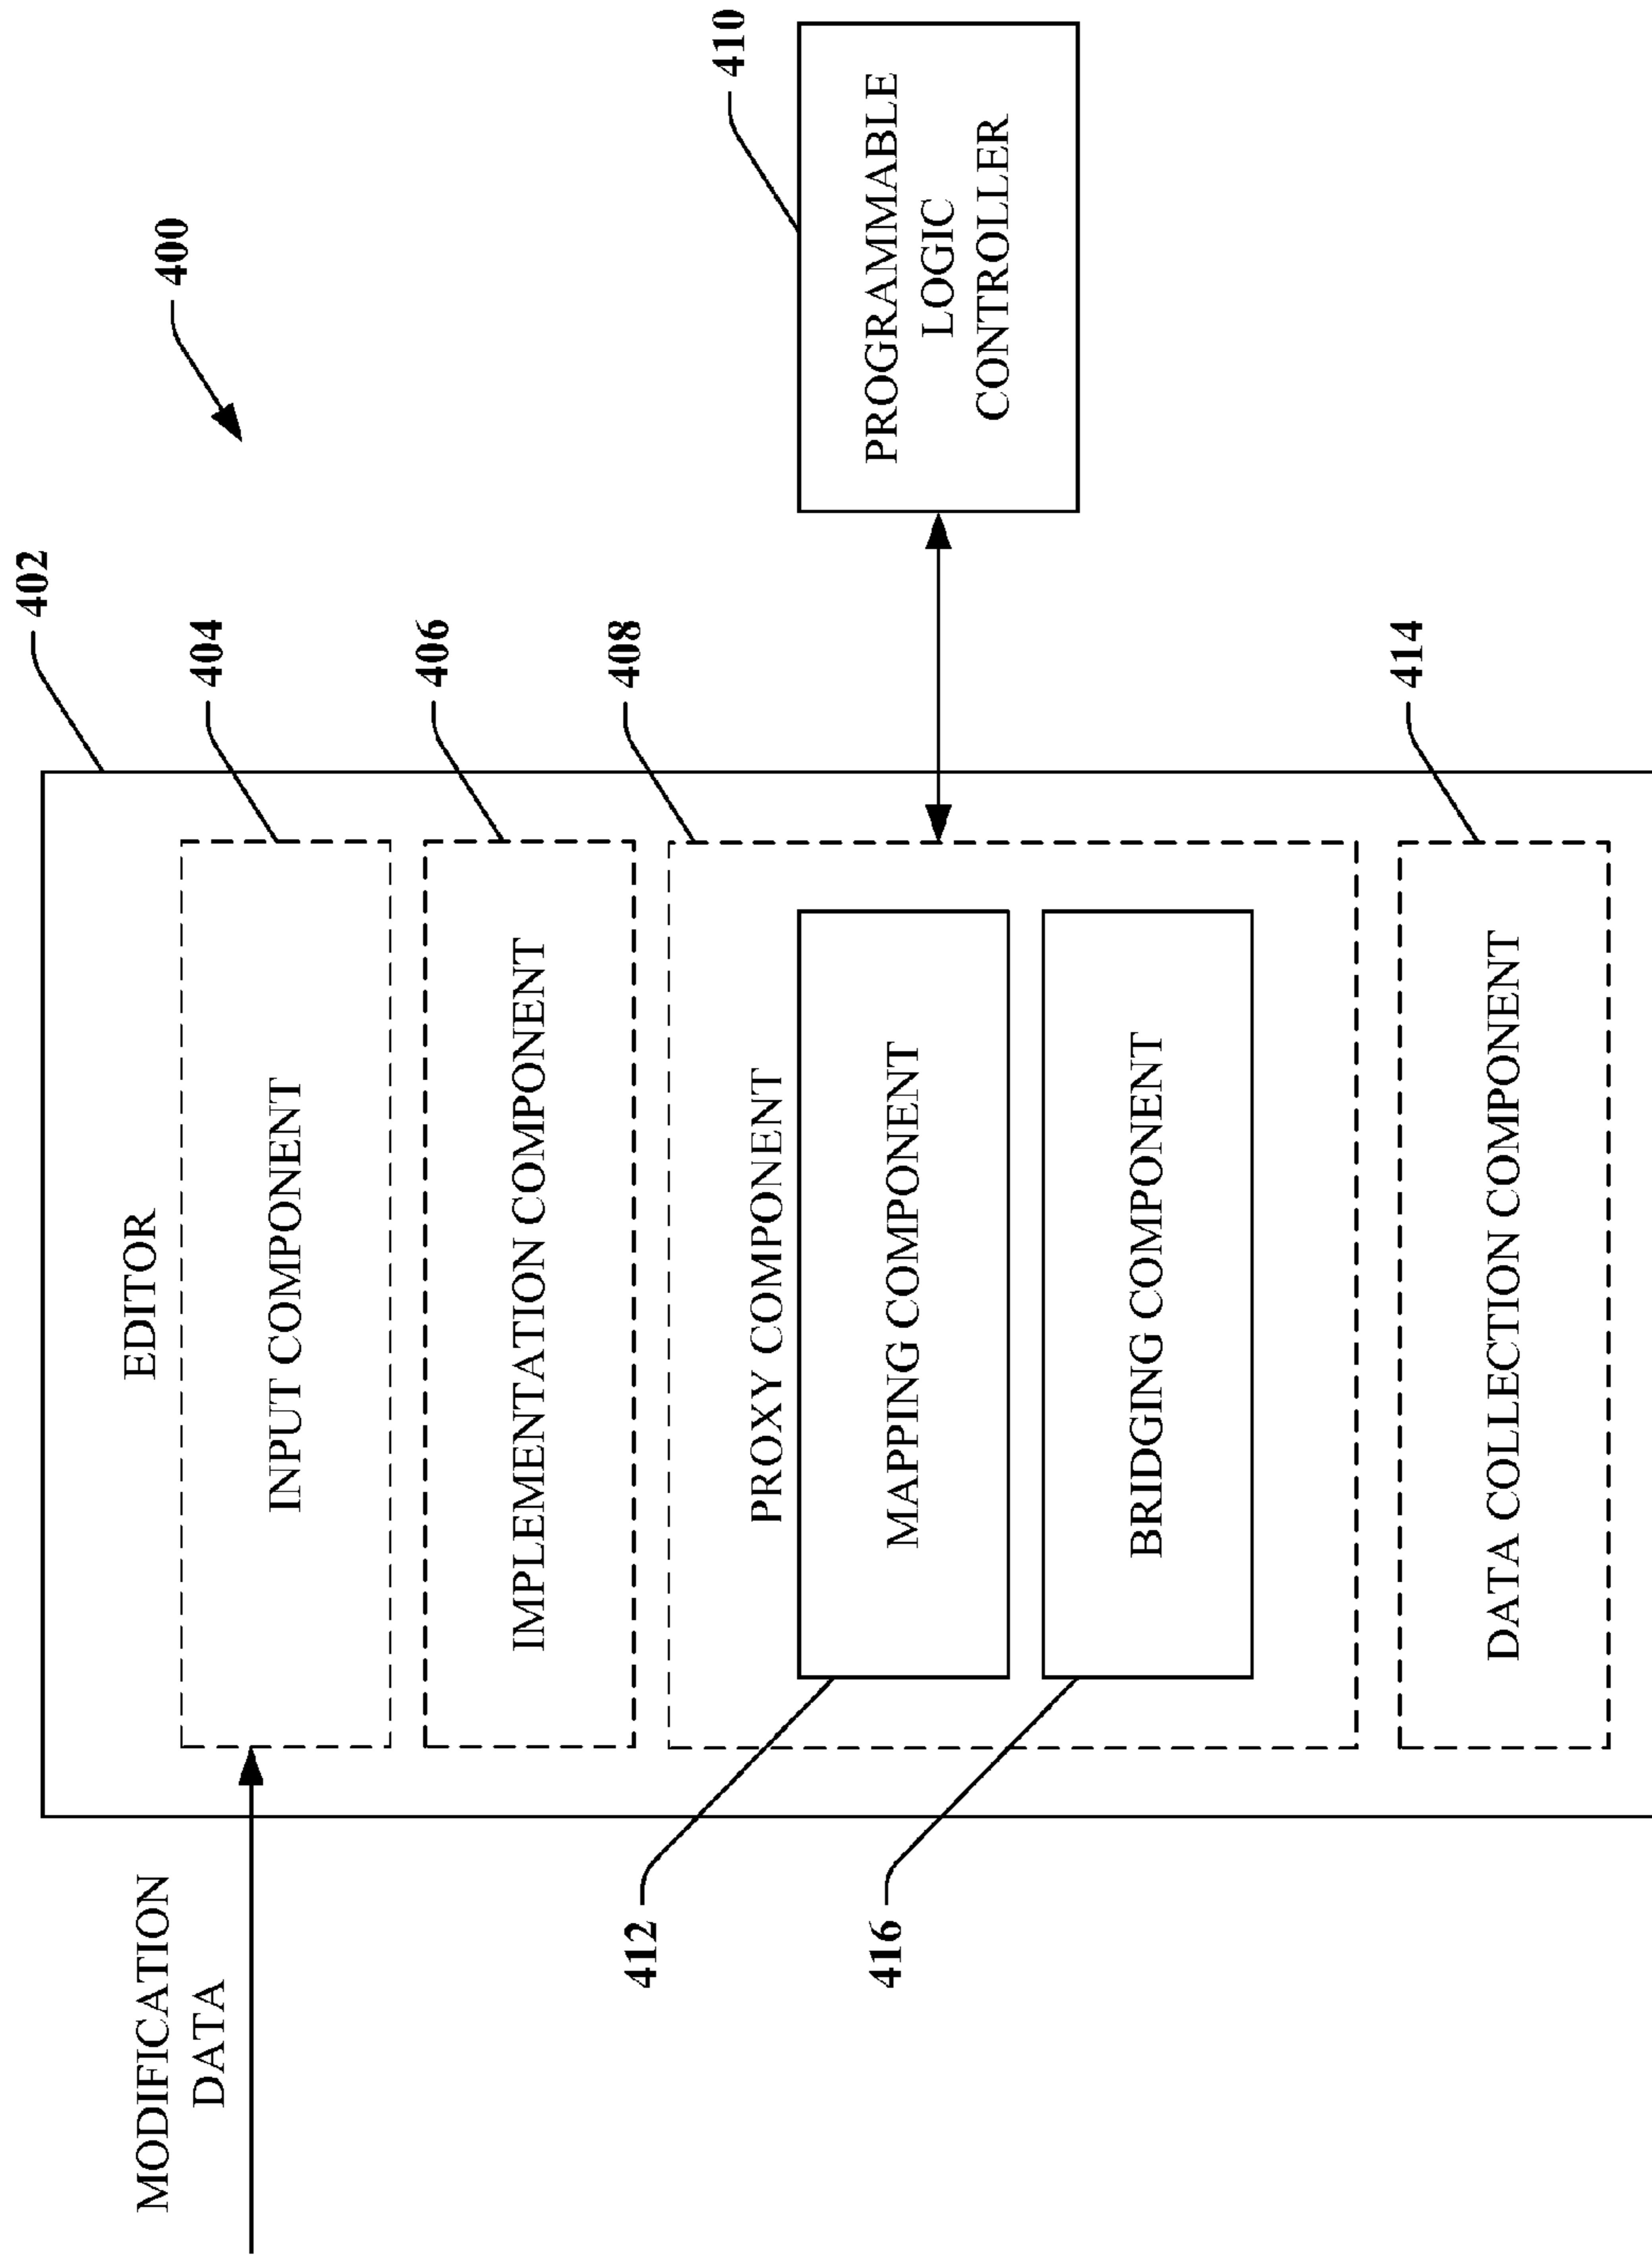 400
402
EDITOR
404
MODIFICATION
DATA
INPUT COMPONENT
406
IMPLEMENTATION COMPONENT
408
PROXY COMPONENT
410
412
MAPPING COMPONENT
PROGRAMMABLE
LOGIC
CONTROLLER
416
BRIDGING COMPONENT
414
DATA COLLECTION COMPONENT